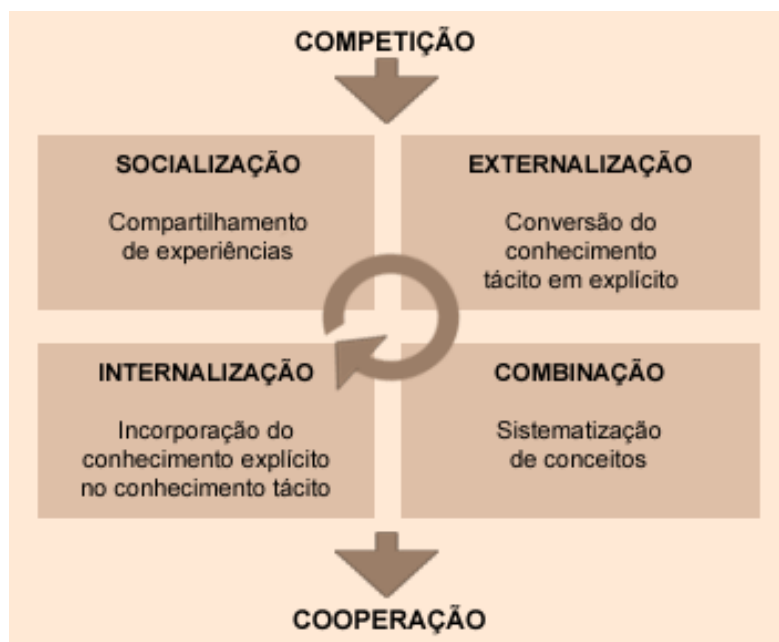 COMPETIÇÃO
SOCIALIZAÇÃO
Compartilhamento
de experiências
EXTERNALIZAÇÃO
Conversão do
conhecimento
tácito em explícito
INTERNALIZAÇÃO
Incorporação do
conhecimento explícito
no conhecimento tácito
COMBINAÇÃO
Sistematização
de conceitos
COOPERAÇÃO